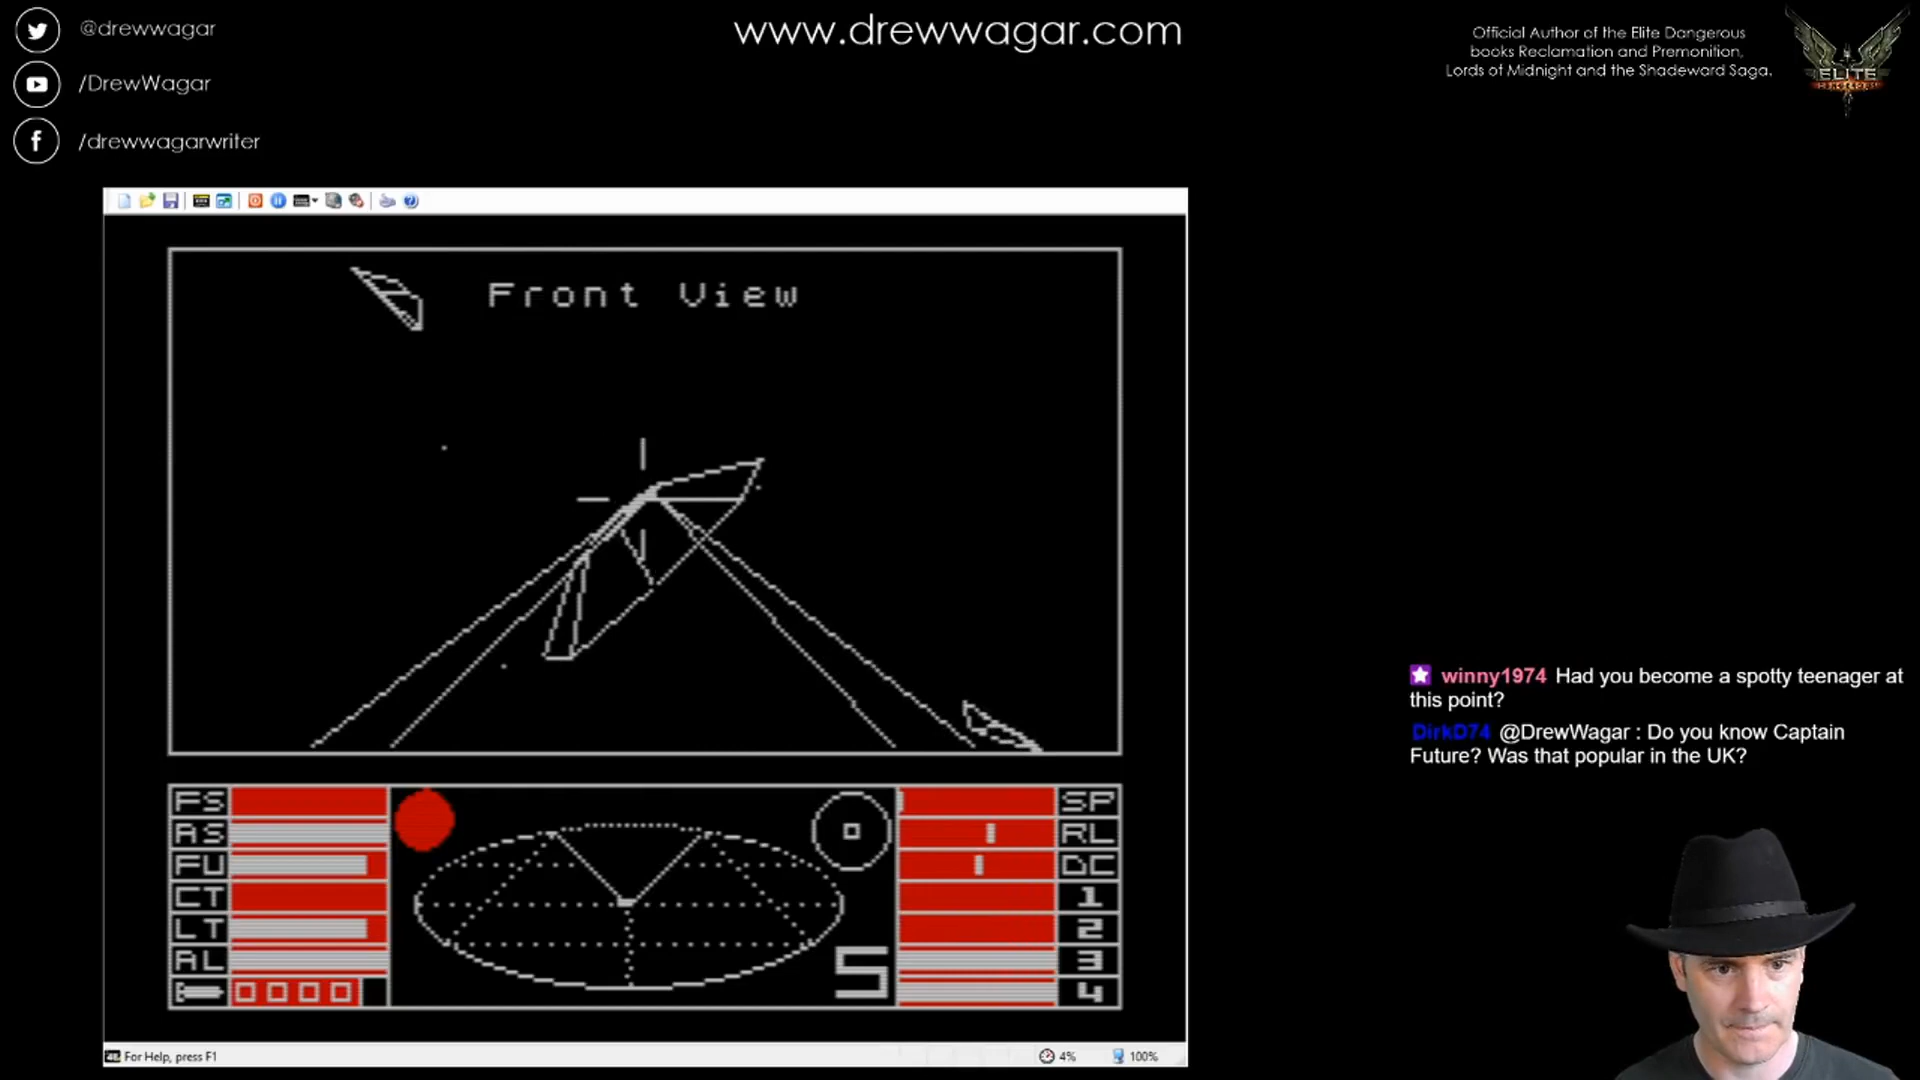 @drewwagar
/DrewWagar
/drewwagarwriter
www.drewwagar.com
Official Author of the Elite Dangerous
books Reclamation and Premonition,
Lords of Midnight and the Shadeward Saga.
ELITE
DANGEROUS
Front View
FS
AS
FU
CT
LT
AL
S
SP
RL
DC
1
2
3
4
For Help, press F1
4%
100%
winny1974 Had you become a spotty teenager at
this point?
DirkD74 @DrewWagar : Do you know Captain
Future? Was that popular in the UK?